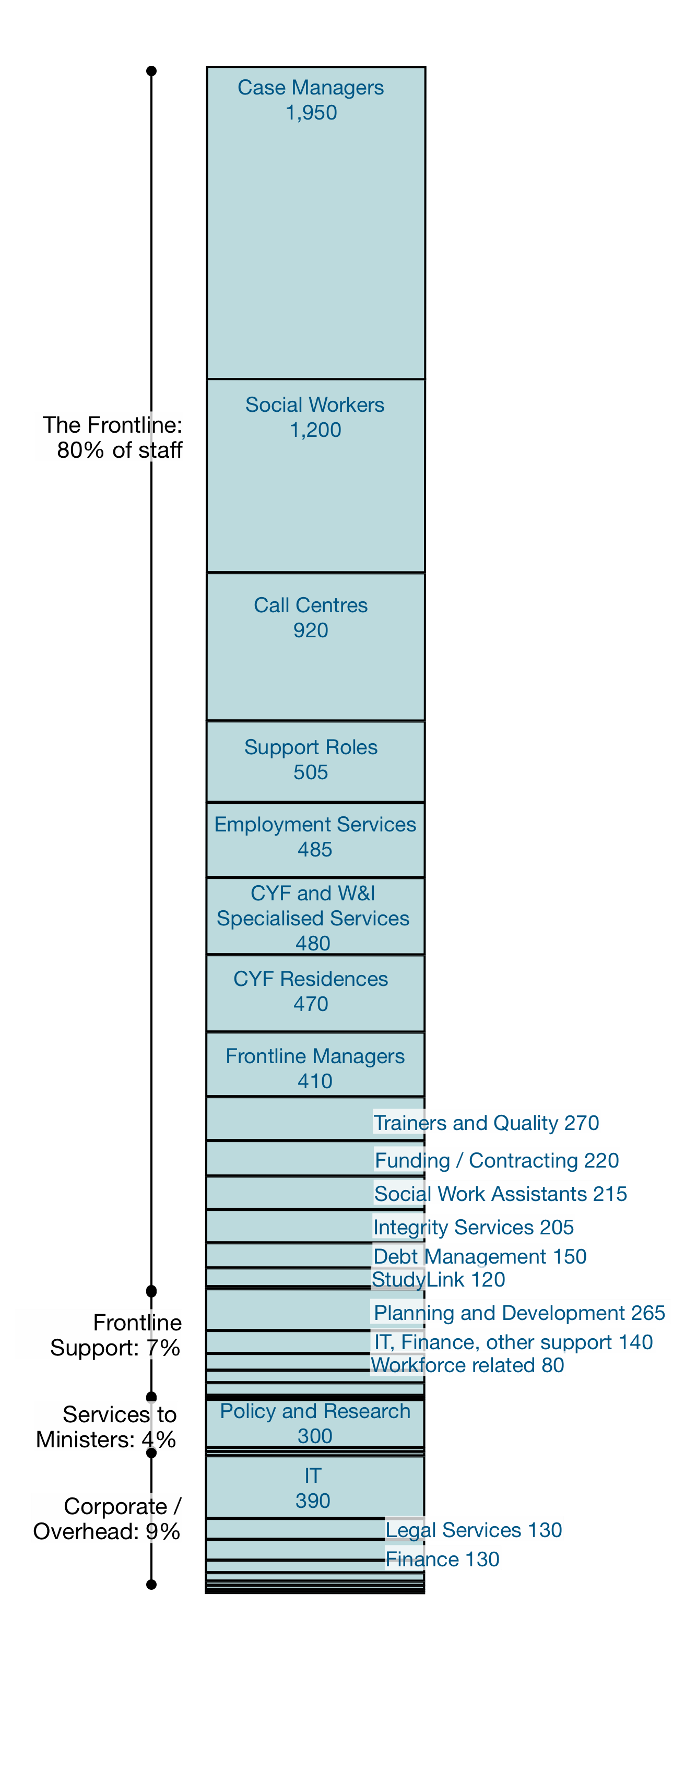 Case Managers
1,950
The Frontline:
80% of staff
Social Workers
1,200
Call Centres
920
Support Roles
505
Employment Services
485
CYF and W&I
Specialised Services
480
CYF Residences
470
Frontline Managers
410
Trainers and Quality 270
Funding / Contracting 220
Social Work Assistants 215
Integrity Services 205
Debt Management 150
StudyLink 120
Frontline
Support: 7%
Planning and Development 265
IT, Finance, other support 140
Workforce related 80
Services to
Ministers: 4%
Policy and Research
300
Corporate /
Overhead: 9%
IT
390
Legal Services 130
Finance 130